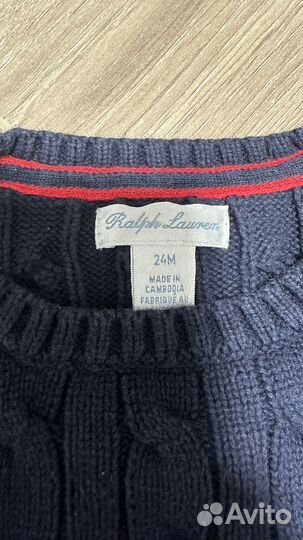 Ralph Lauren
24M
MADE IN
CAMBODIA
FABRIQUÉ AU
Avito